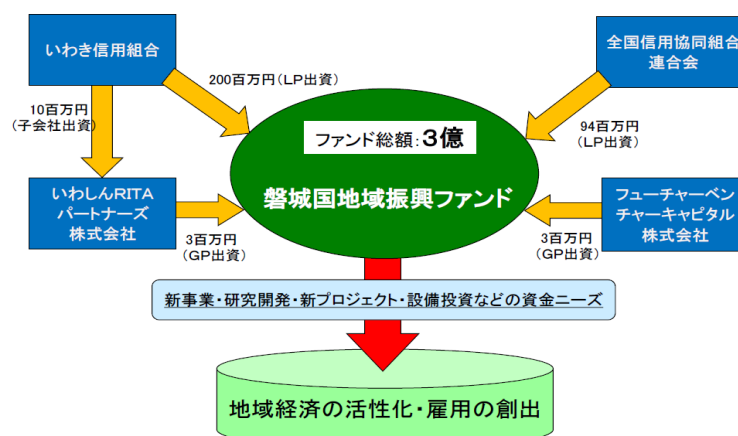 いわき信用組合
全国信用協同組合
連合会
200百万円(LP出資)
10百万円
(子会社出資)
ファンド総額:3億
94百万円
(LP出資)
磐城国地域振興ファンド
いわしんRITA
パートナーズ
株式会社
フューチャーベン
チャーキャピタル
株式会社
3百万円
(GP出資)
3百万円
(GP出資)
新事業・研究開発・新プロジェクト・設備投資などの資金ニーズ
地域経済の活性化・雇用の創出